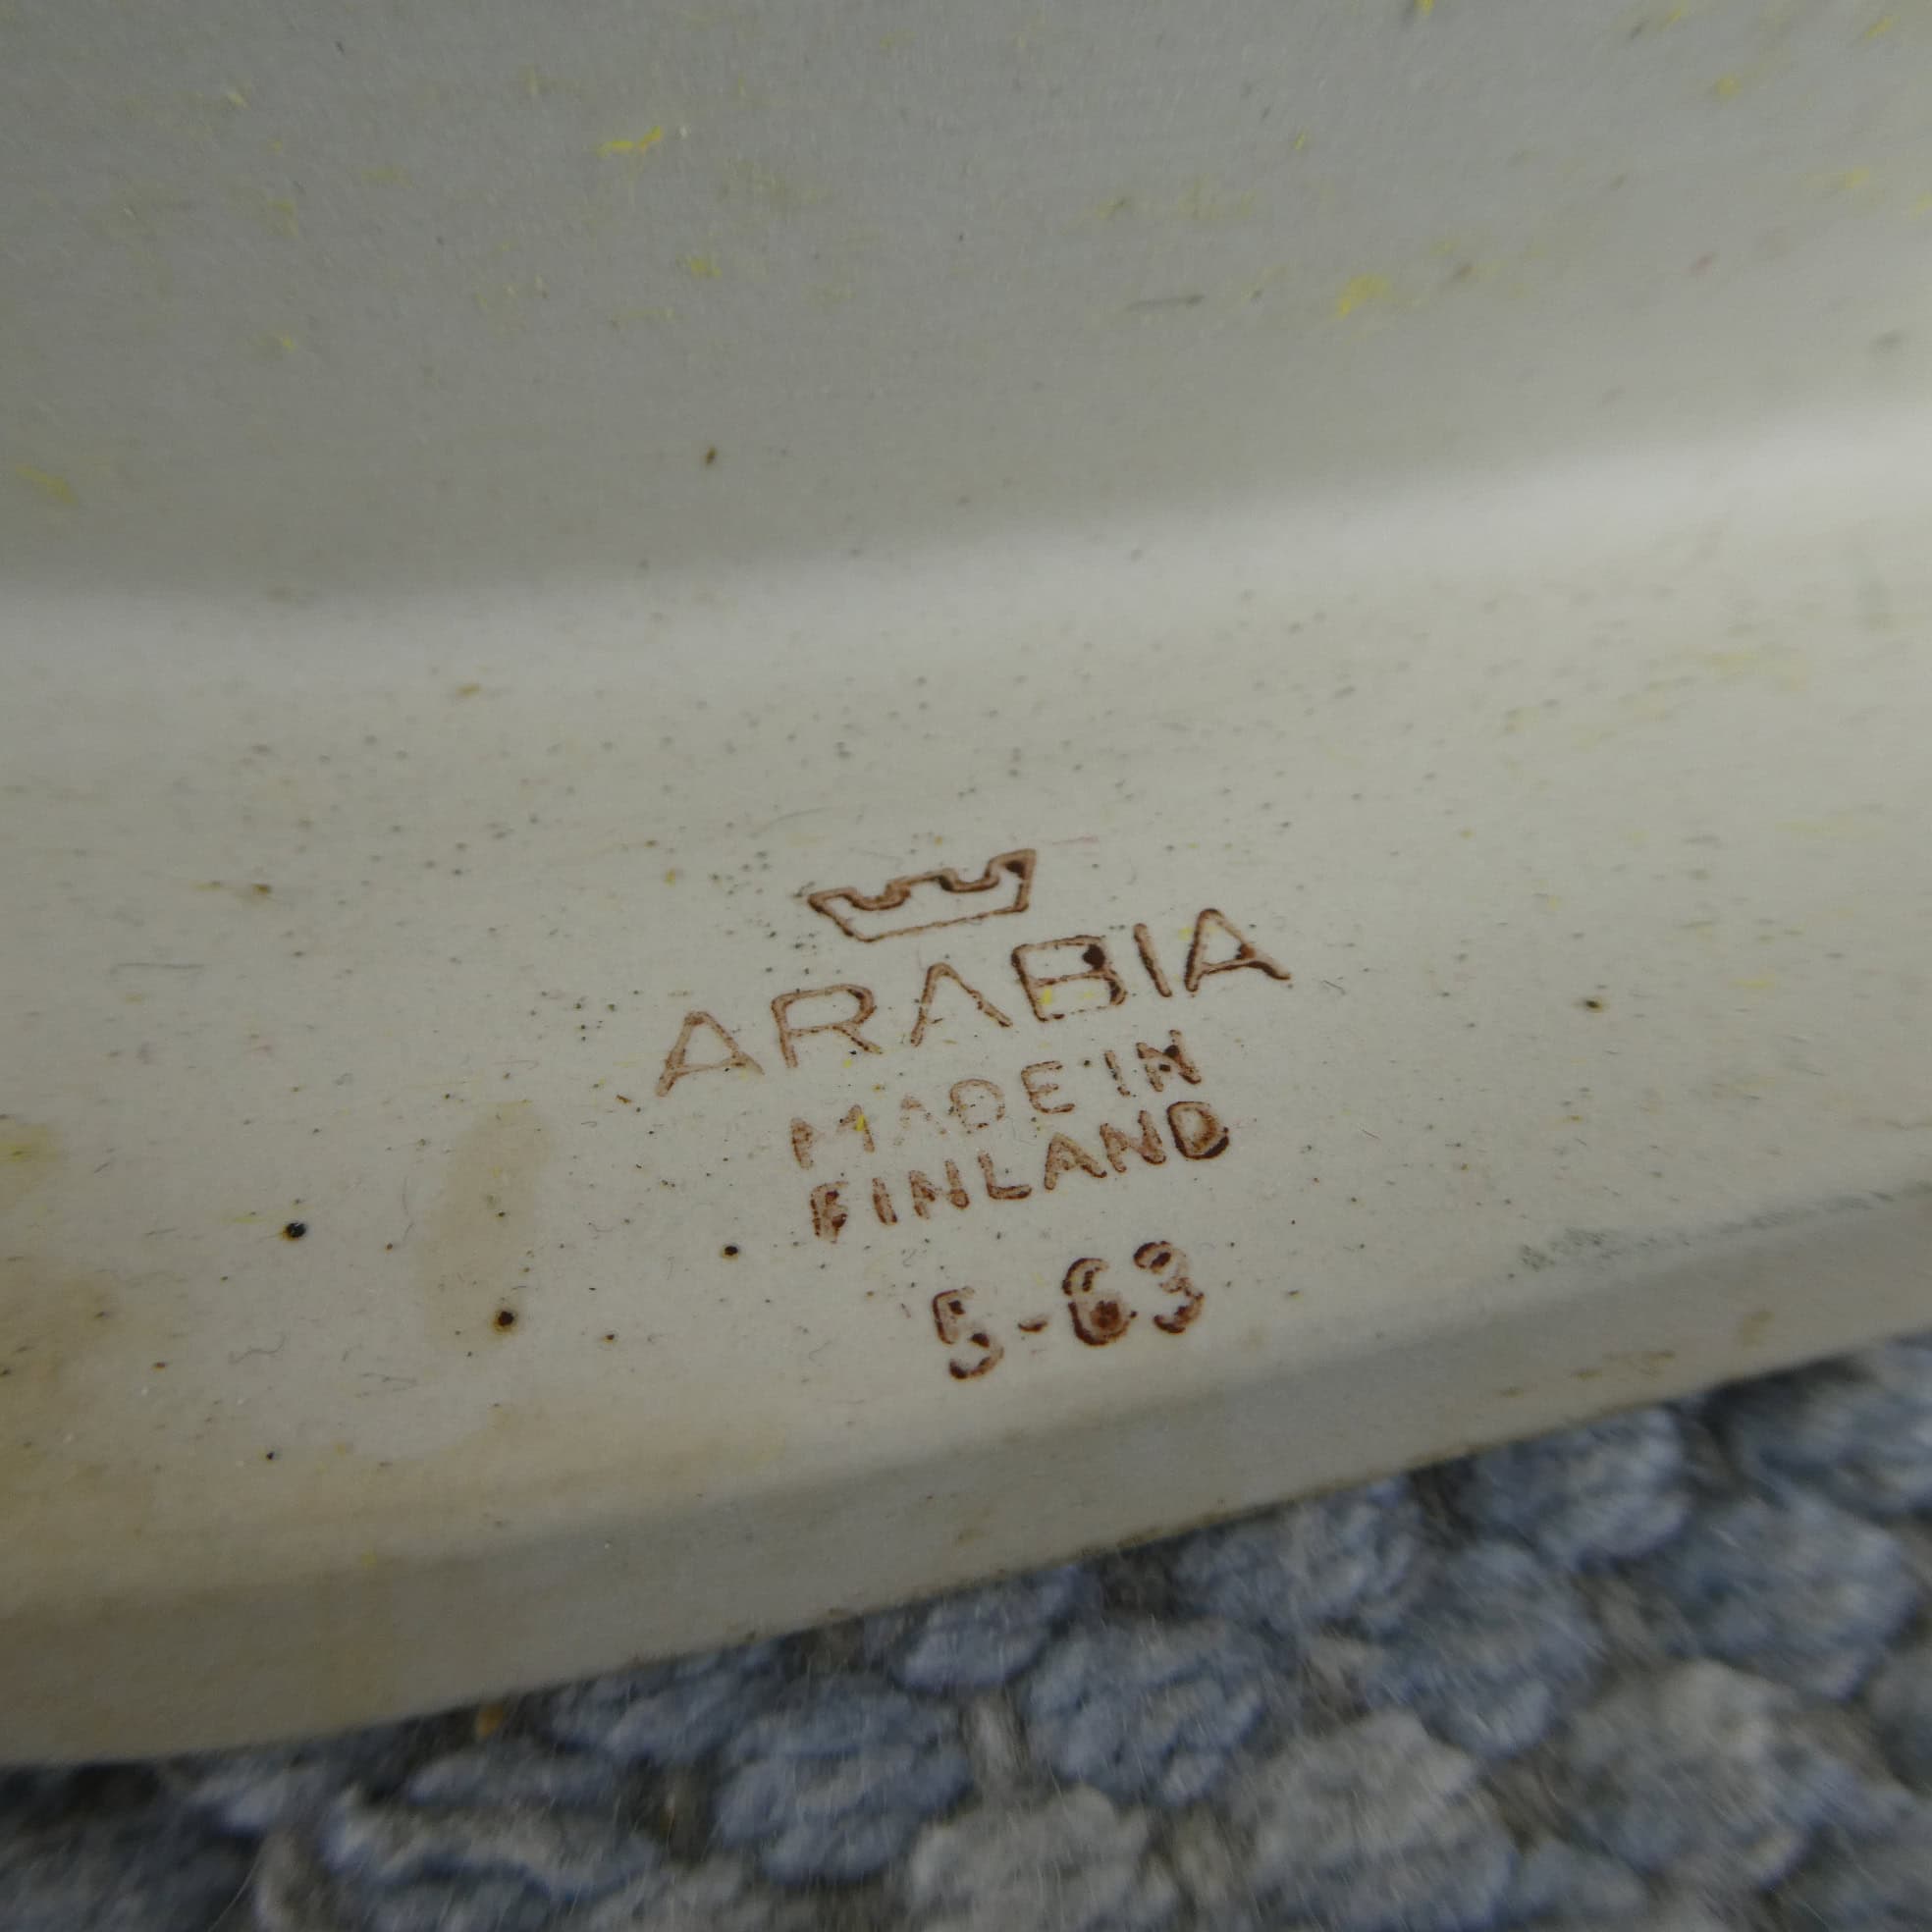 ARABIA
MADE IN
FINLAND
5-63